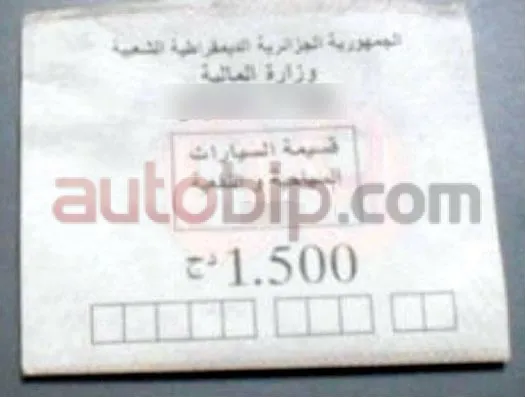 الجمهورية الجزائرية الديمقراطية الشعبية
وزارة المالية
قسيمة السيارات
autobip.com
1.500 دج